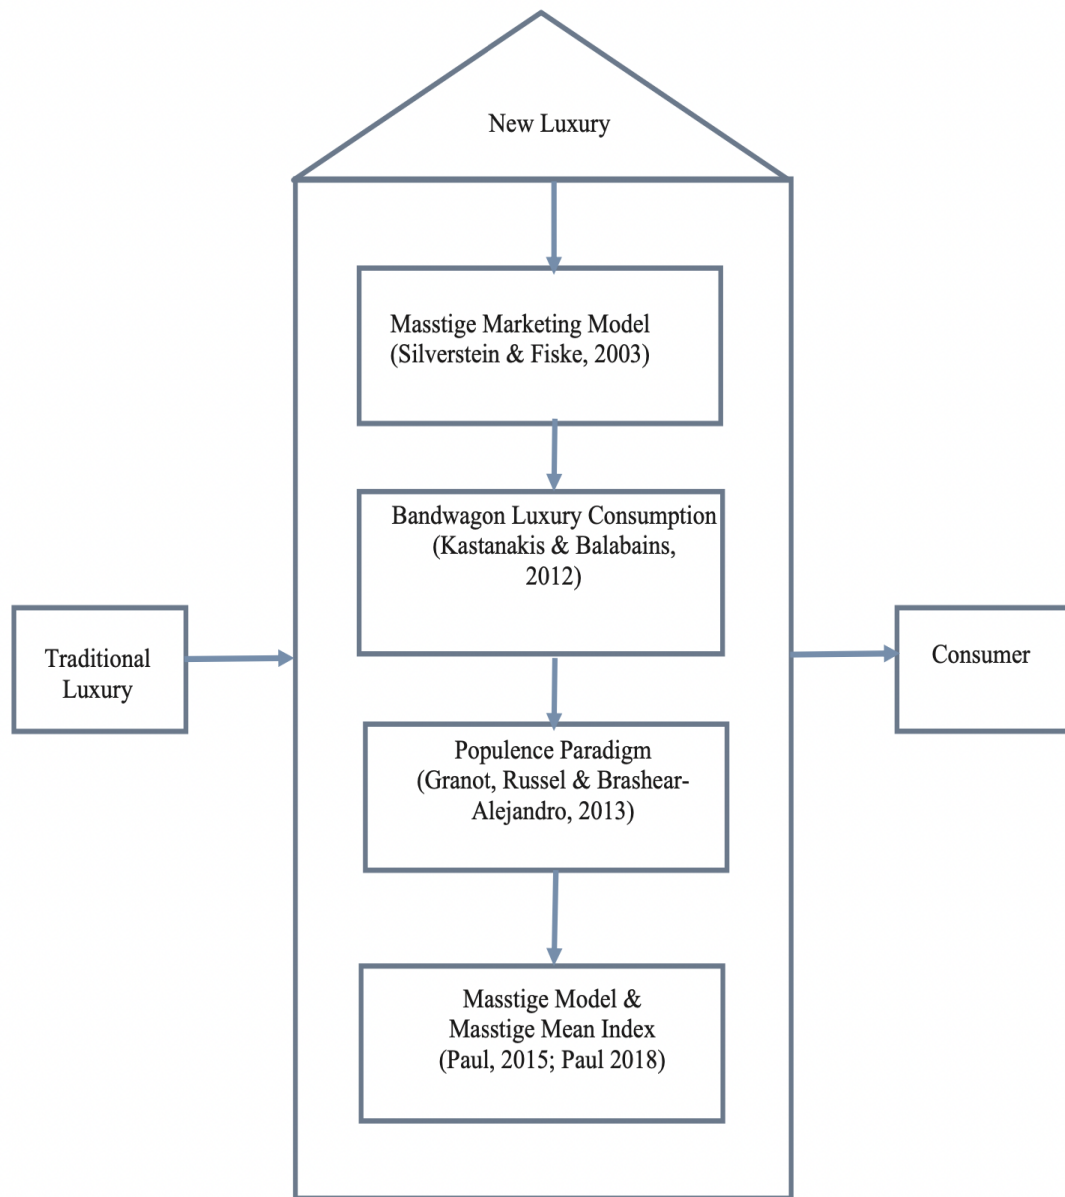 New Luxury
Masstige Marketing Model
(Silverstein & Fiske, 2003)
Bandwagon Luxury Consumption
(Kastanakis & Balabains,
2012)
Traditional
Luxury
Consumer
Populence Paradigm
(Granot, Russel & Brashear-
Alejandro, 2013)
Masstige Model &
Masstige Mean Index
(Paul, 2015; Paul 2018)